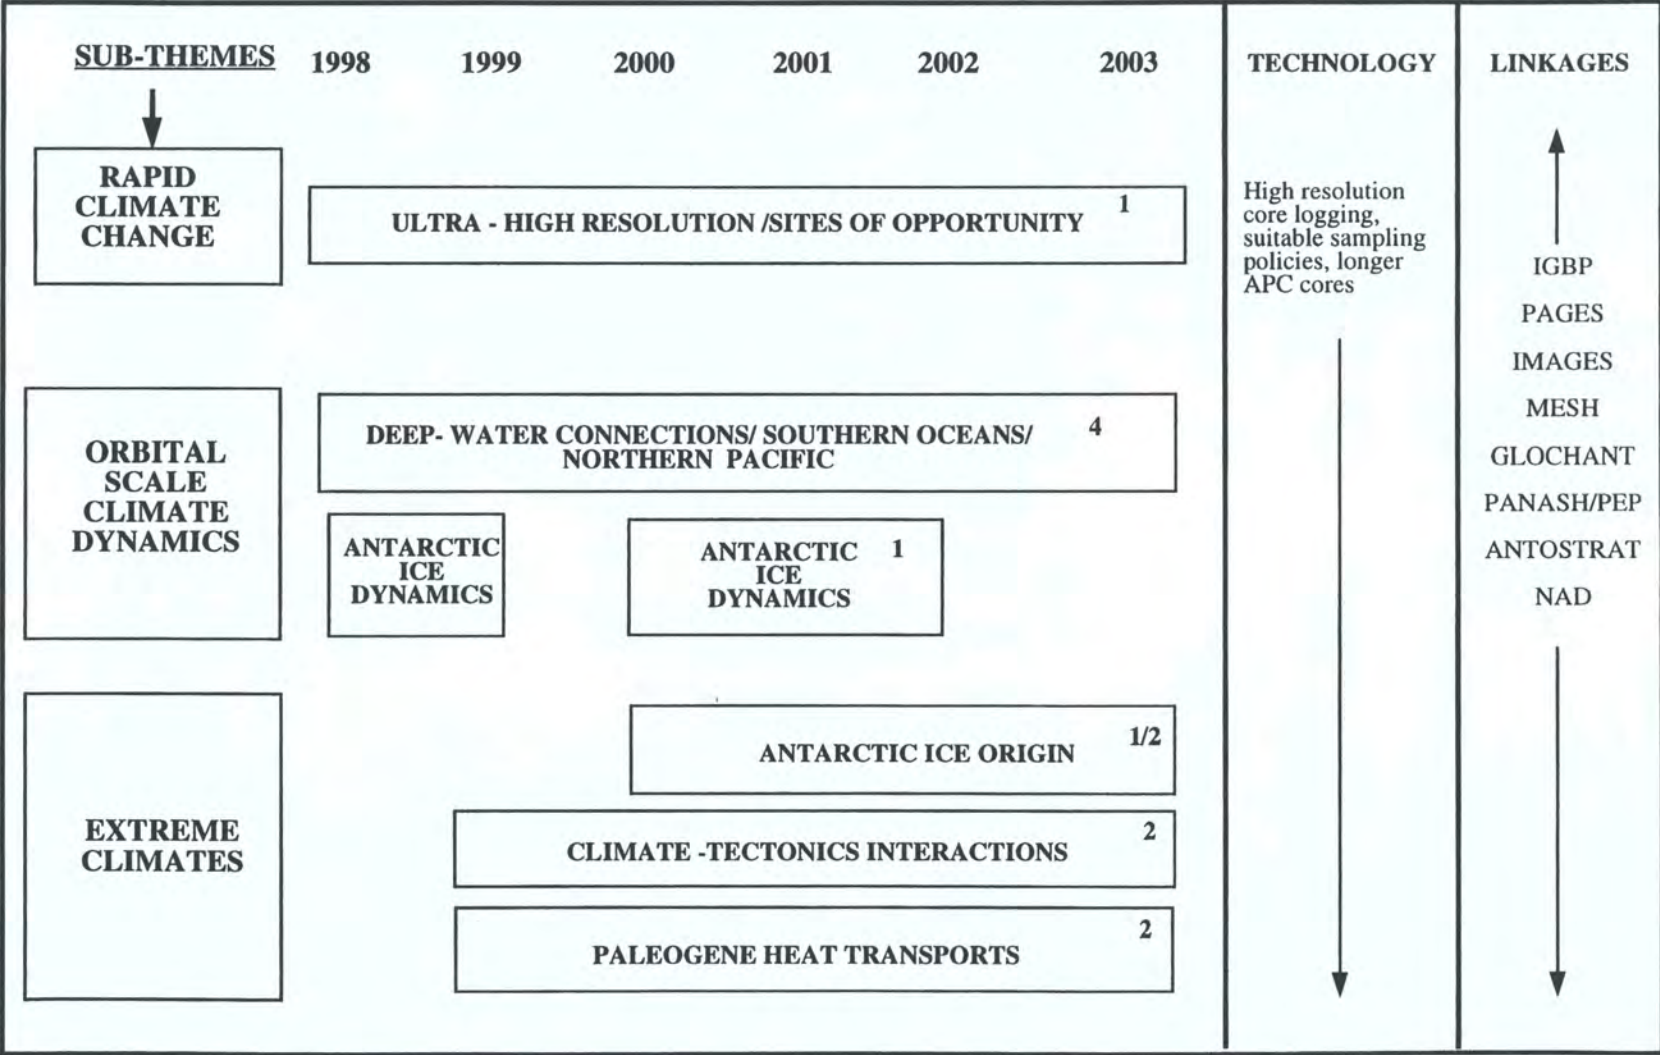 SUB-THEMES 1998 1999 2000 2001 2002 2003 TECHNOLOGY LINKAGES
RAPID
CLIMATE
CHANGE
ULTRA - HIGH RESOLUTION /SITES OF OPPORTUNITY 1
High resolution
core logging,
suitable sampling
policies, longer
APC cores
IGBP
PAGES
IMAGES
MESH
GLOCHANT
PANASH/PEP
ANTOSTRAT
NAD
ORBITAL
SCALE
CLIMATE
DYNAMICS
DEEP- WATER CONNECTIONS/ SOUTHERN OCEANS/ 4
NORTHERN PACIFIC
ANTARCTIC
ICE
DYNAMICS
ANTARCTIC 1
ICE
DYNAMICS
EXTREME
CLIMATES
ANTARCTIC ICE ORIGIN 1/2
CLIMATE -TECTONICS INTERACTIONS 2
PALEOGENE HEAT TRANSPORTS 2